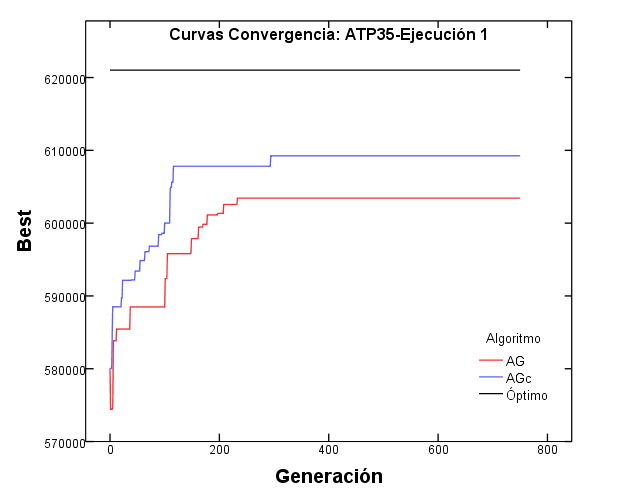 Curvas Convergencia: ATP35-Ejecución 1
620000
610000
600000
590000
580000
570000
Best
Algoritmo
AG
AGc
Óptimo
0
200
400
600
800
Generación